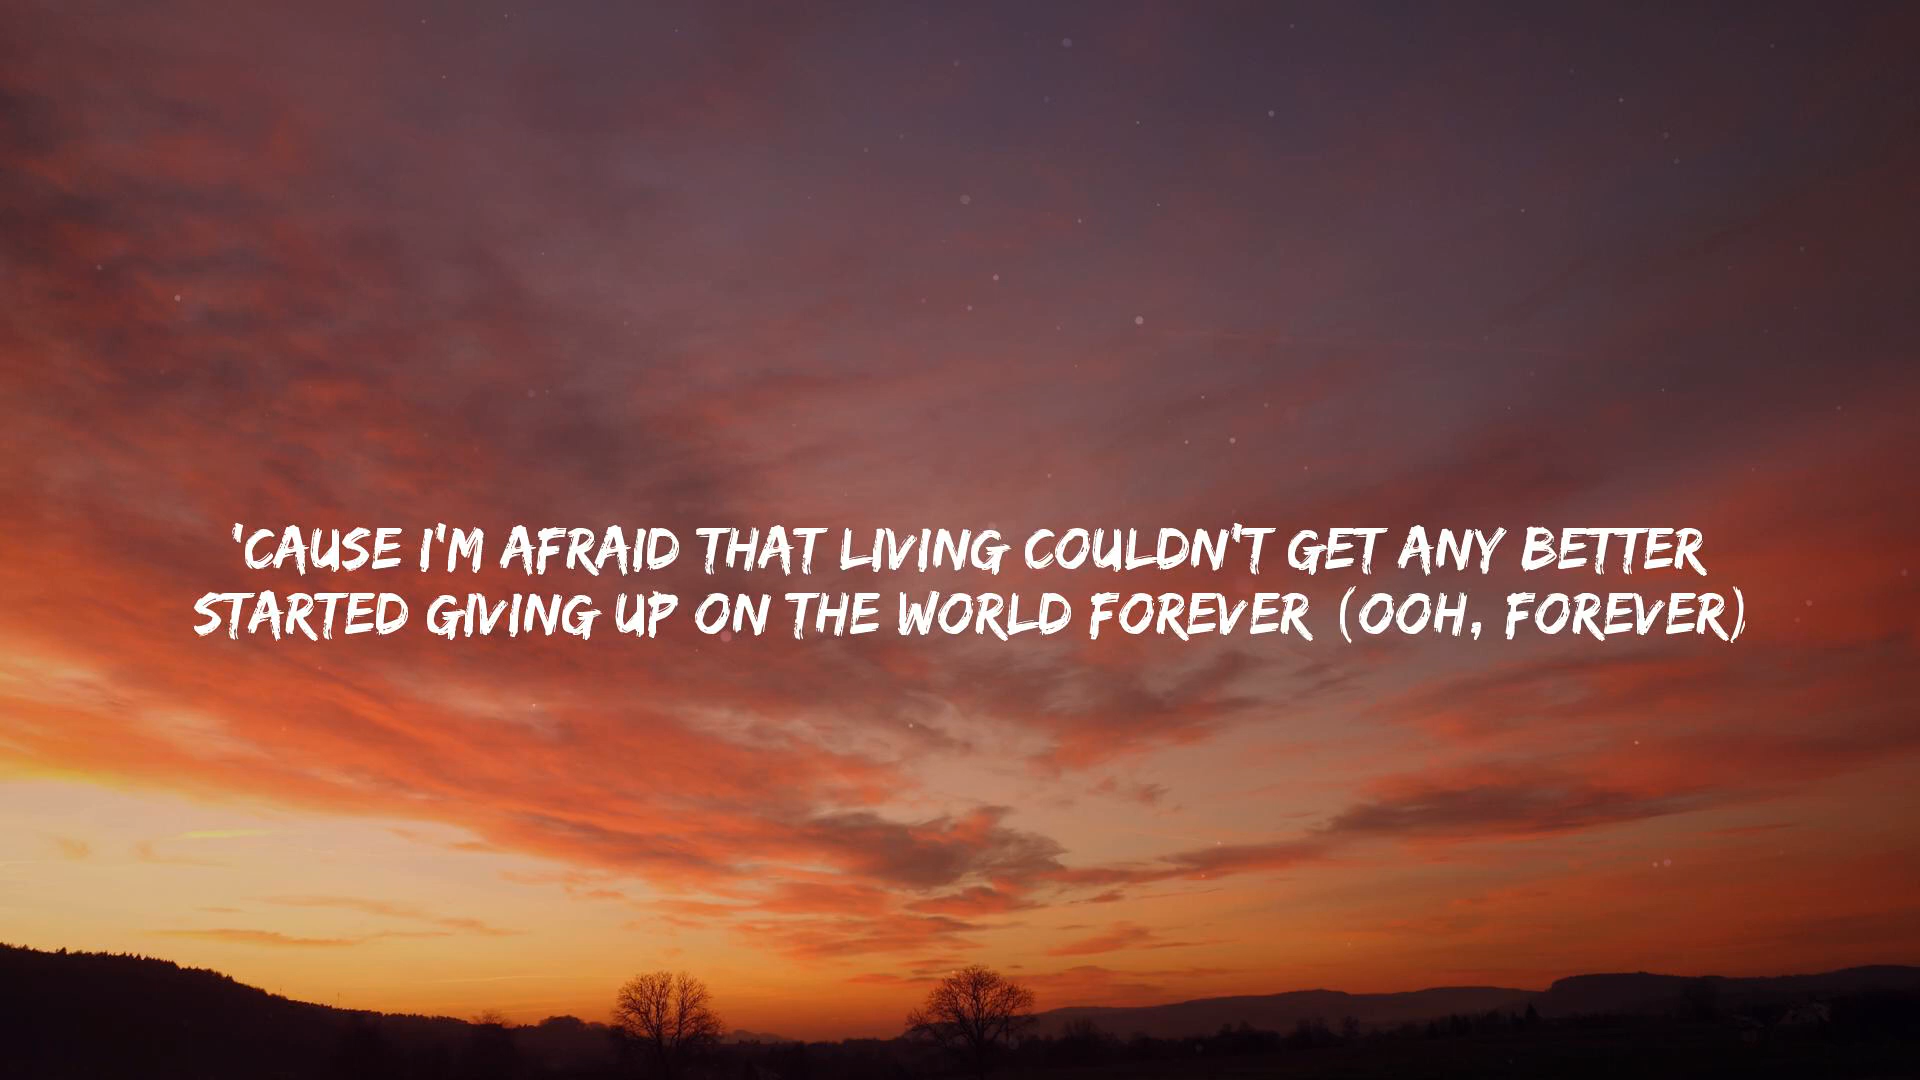 'CAUSE I'M AFRAID THAT LIVING COULDN'T GET ANY BETTER
STARTED GIVING UP ON THE WORLD FOREVER (OOH, FOREVER)